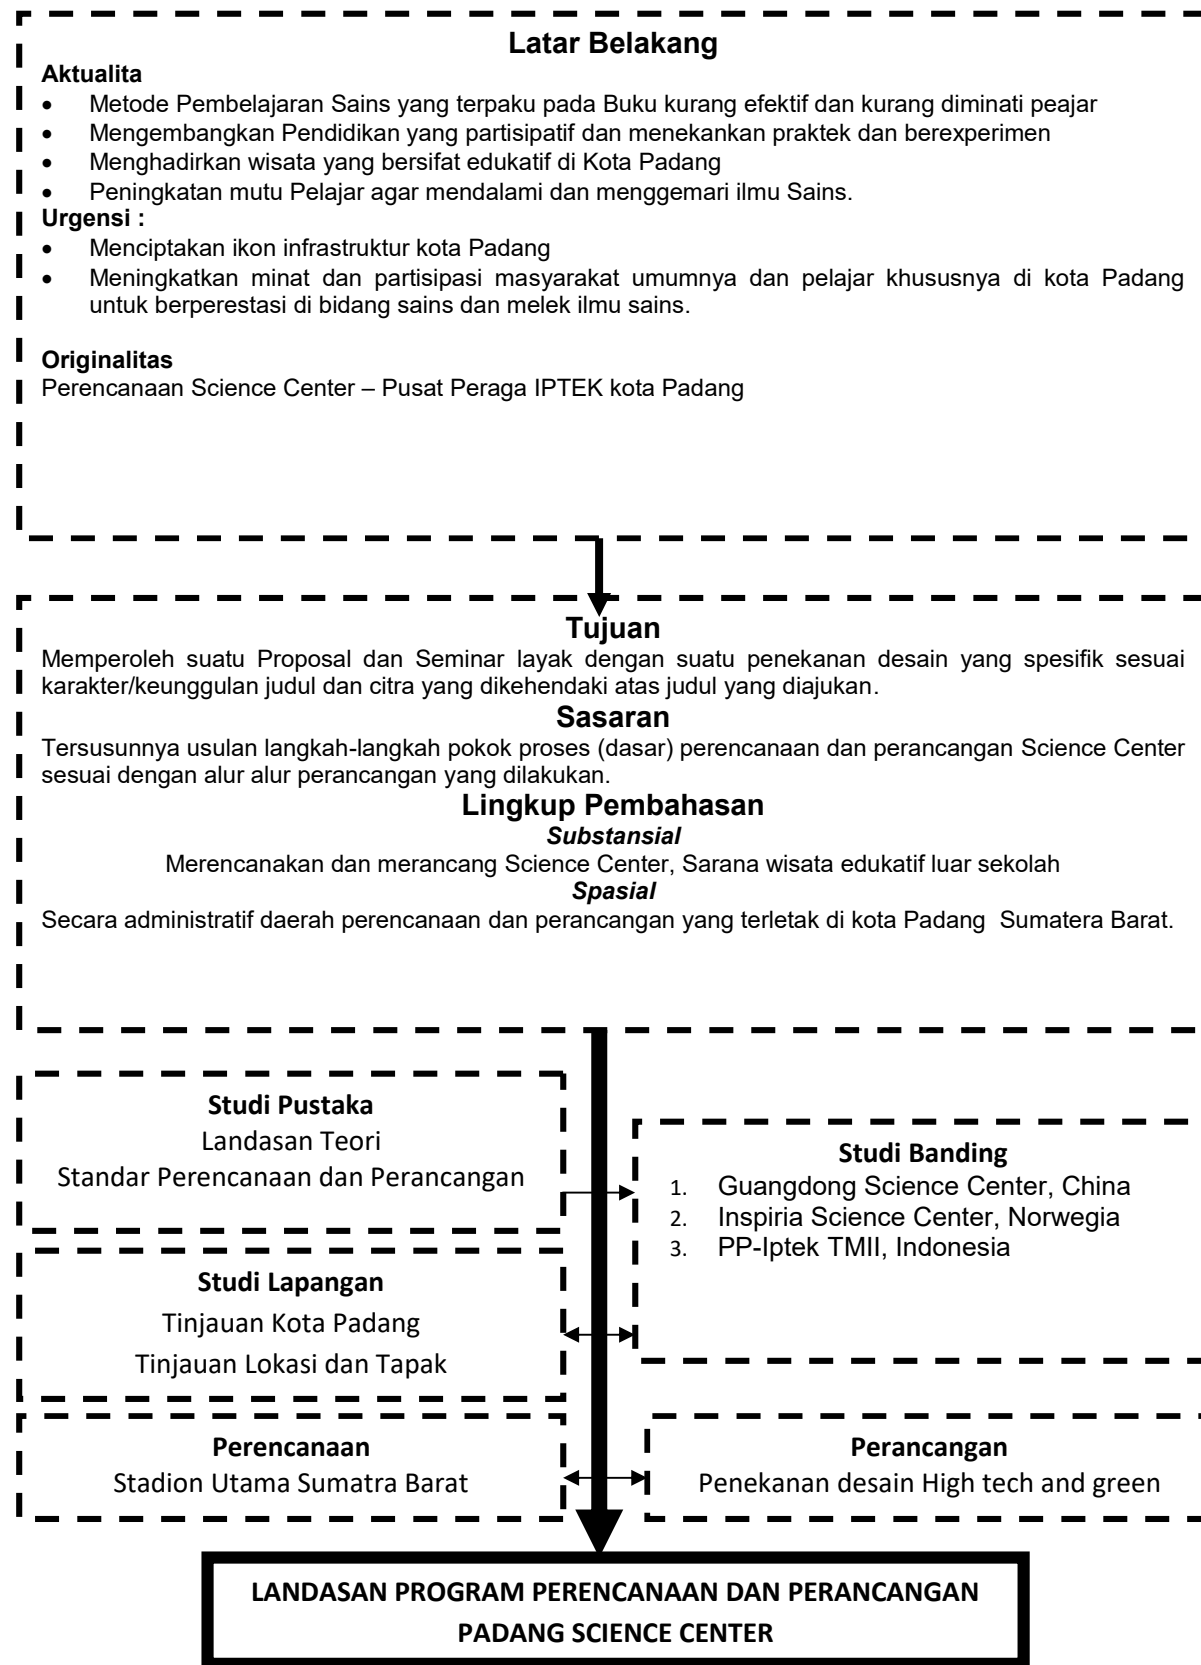 Latar Belakang
Aktualita
• Metode Pembelajaran Sains yang terpaku pada Buku kurang efektif dan kurang diminati peajar
• Mengembangkan Pendidikan yang partisipatif dan menekankan praktek dan berexperimen
• Menghadirkan wisata yang bersifat edukatif di Kota Padang
• Peningkatan mutu Pelajar agar mendalami dan menggemari ilmu Sains.
Urgensi :
• Menciptakan ikon infrastruktur kota Padang
• Meningkatkan minat dan partisipasi masyarakat umumnya dan pelajar khususnya di kota Padang
untuk berperestasi di bidang sains dan melek ilmu sains.
Originalitas
Perencanaan Science Center – Pusat Peraga IPTEK kota Padang
Tujuan
Memperoleh suatu Proposal dan Seminar layak dengan suatu penekanan desain yang spesifik sesuai
karakter/keunggulan judul dan citra yang dikehendaki atas judul yang diajukan.
Sasaran
Tersusunnya usulan langkah-langkah pokok proses (dasar) perencanaan dan perancangan Science Center
sesuai dengan alur alur perancangan yang dilakukan.
Lingkup Pembahasan
Substansial
Merencanakan dan merancang Science Center, Sarana wisata edukatif luar sekolah
Spasial
Secara administratif daerah perencanaan dan perancangan yang terletak di kota Padang Sumatera Barat.
Studi Pustaka
Landasan Teori
Standar Perencanaan dan Perancangan
Studi Banding
1. Guangdong Science Center, China
2. Inspiria Science Center, Norwegia
3. PP-Iptek TMII, Indonesia
Studi Lapangan
Tinjauan Kota Padang
Tinjauan Lokasi dan Tapak
Perencanaan
Stadion Utama Sumatra Barat
Perancangan
Penekanan desain High tech and green
LANDASAN PROGRAM PERENCANAAN DAN PERANCANGAN
PADANG SCIENCE CENTER